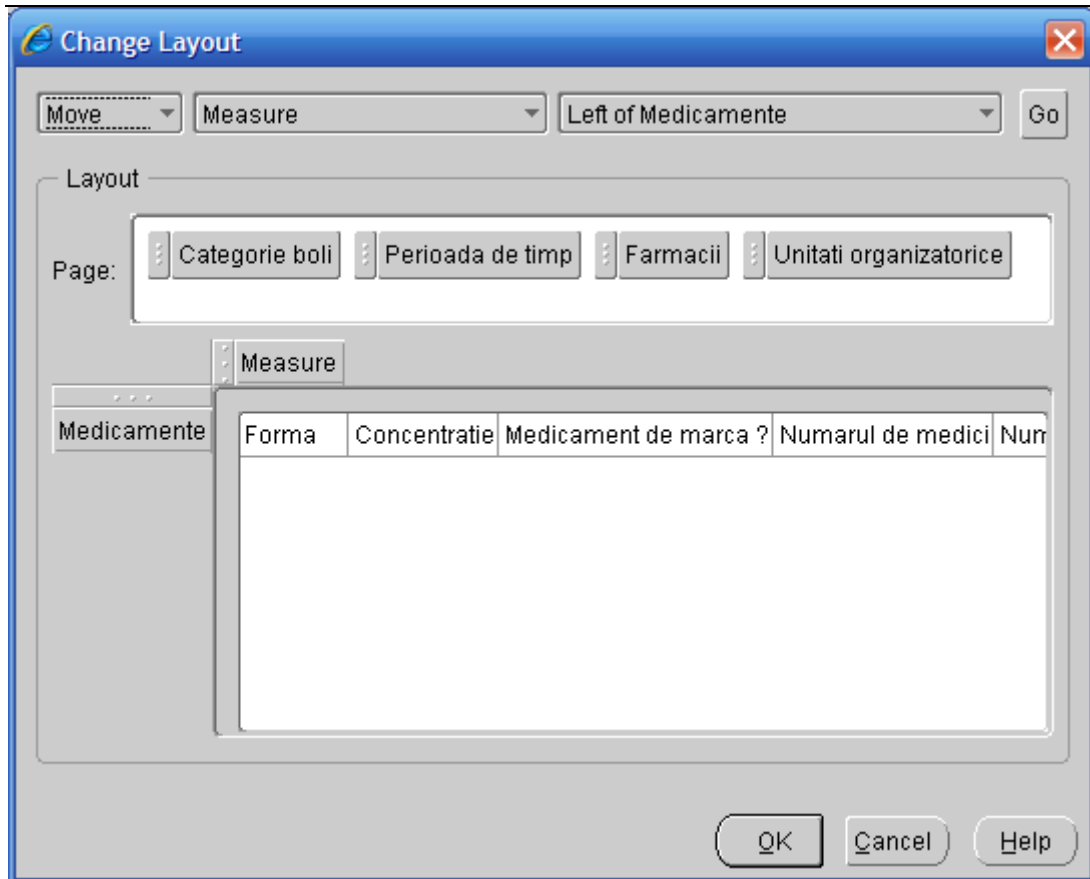 Change Layout
Move Measure Left of Medicamente Go
Layout
Page: Categorie boli Perioada de timp Farmacii Unitati organizatorice
Measure
Medicamente Forma Concentratie Medicament de marca ? Numarul de medici Num
OK Cancel Help